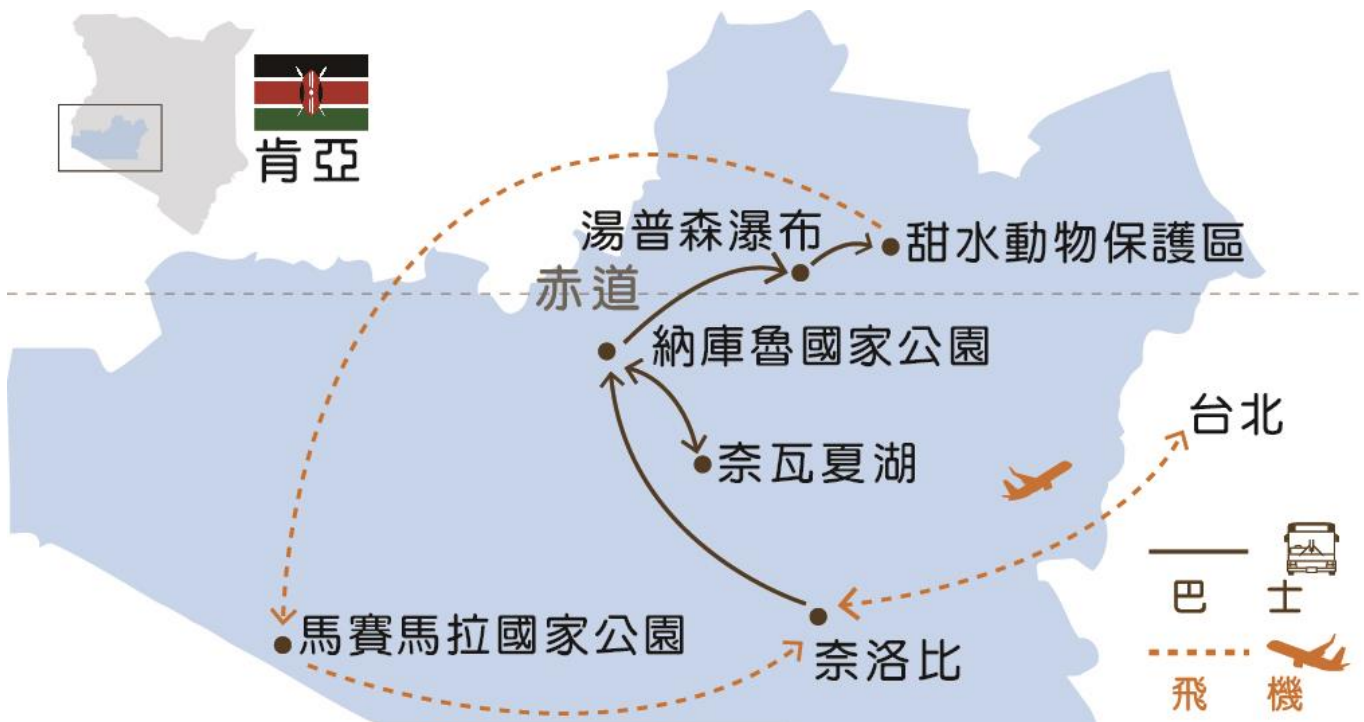 肯亞
湯普森瀑布
甜水動物保護區
赤道
納庫魯國家公園
台北
奈瓦夏湖
巴士
馬賽馬拉國家公園
奈洛比
飛機